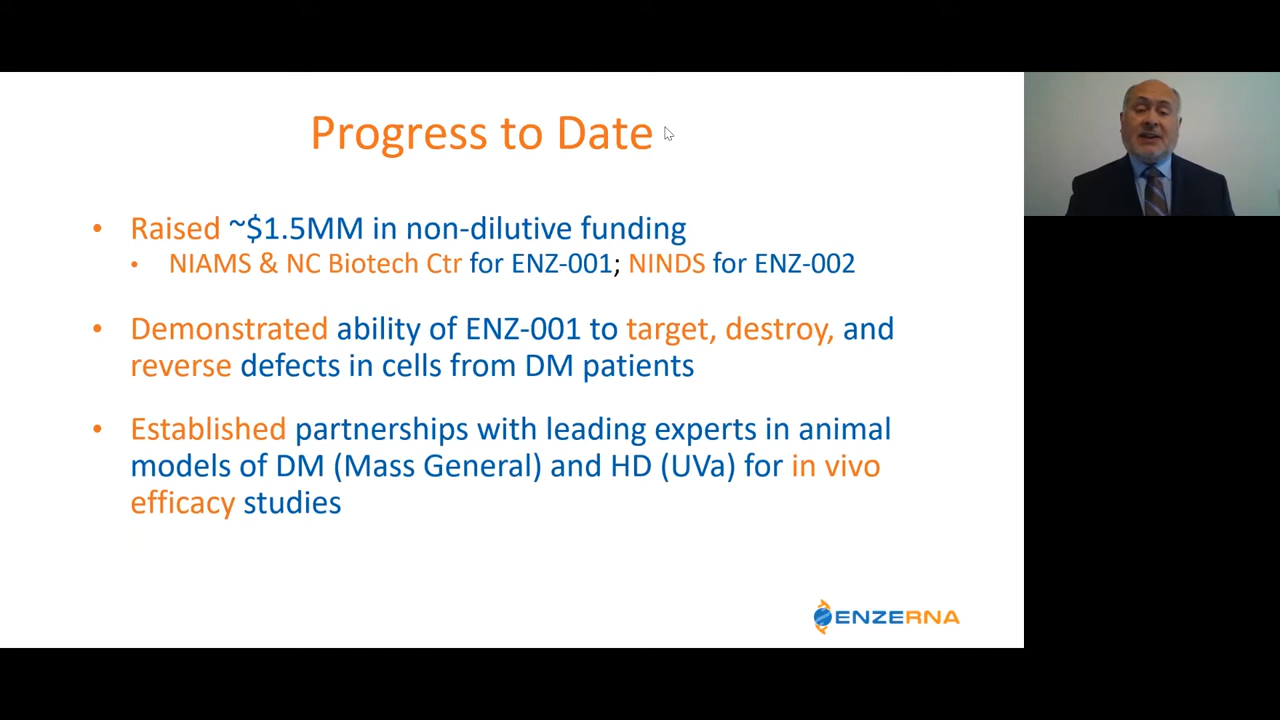 Progress to Date
• Raised ~$1.5MM in non-dilutive funding
• NIAMS & NC Biotech Ctr for ENZ-001; NINDS for ENZ-002
• Demonstrated ability of ENZ-001 to target, destroy, and
reverse defects in cells from DM patients
• Established partnerships with leading experts in animal
models of DM (Mass General) and HD (UVa) for in vivo
efficacy studies
ENZERNA